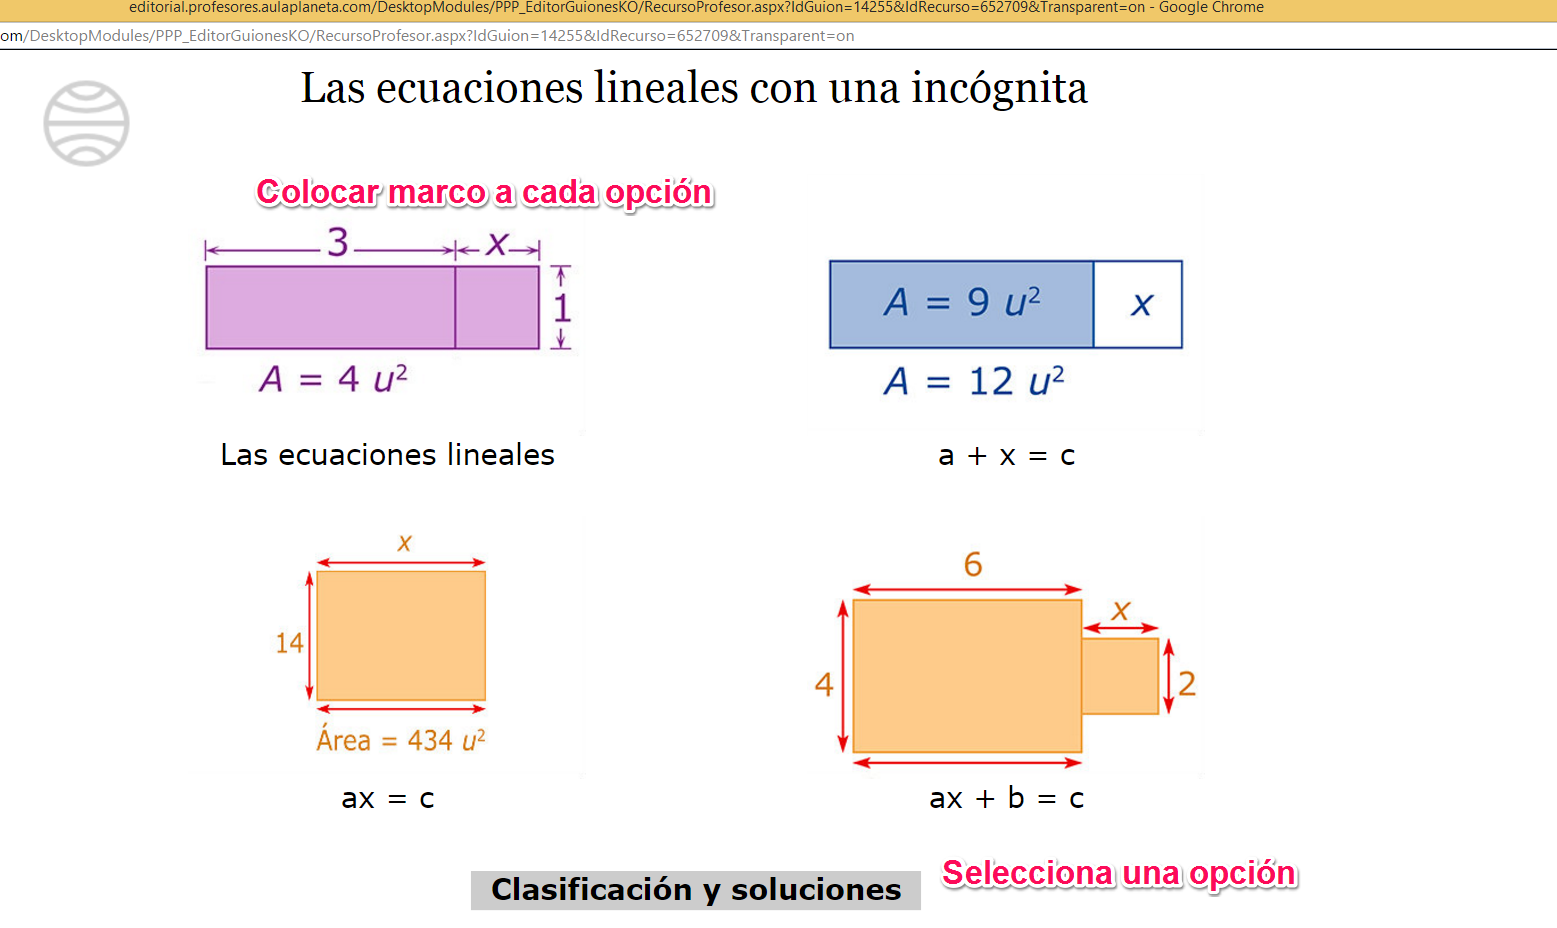 editorial.profesores.aulaplaneta.com/DesktopModules/PPP_EditorGuionesKO/RecursoProfesor.aspx?IdGuion=14255&IdRecurso=652709&Transparent=on - Google Chrome
om/DesktopModules/PPP_EditorGuionesKO/RecursoProfesor.aspx?IdGuion=14255&IdRecurso=652709&Transparent=on
Las ecuaciones lineales con una incógnita
Colocar marco a cada opción
3 x
1
A = 4 u²
Las ecuaciones lineales
A = 9 u² x
A = 12 u²
a + x = c
x
14
Área = 434 u²
ax = c
6
x
4
2
ax + b = c
Clasificación y soluciones
Selecciona una opción